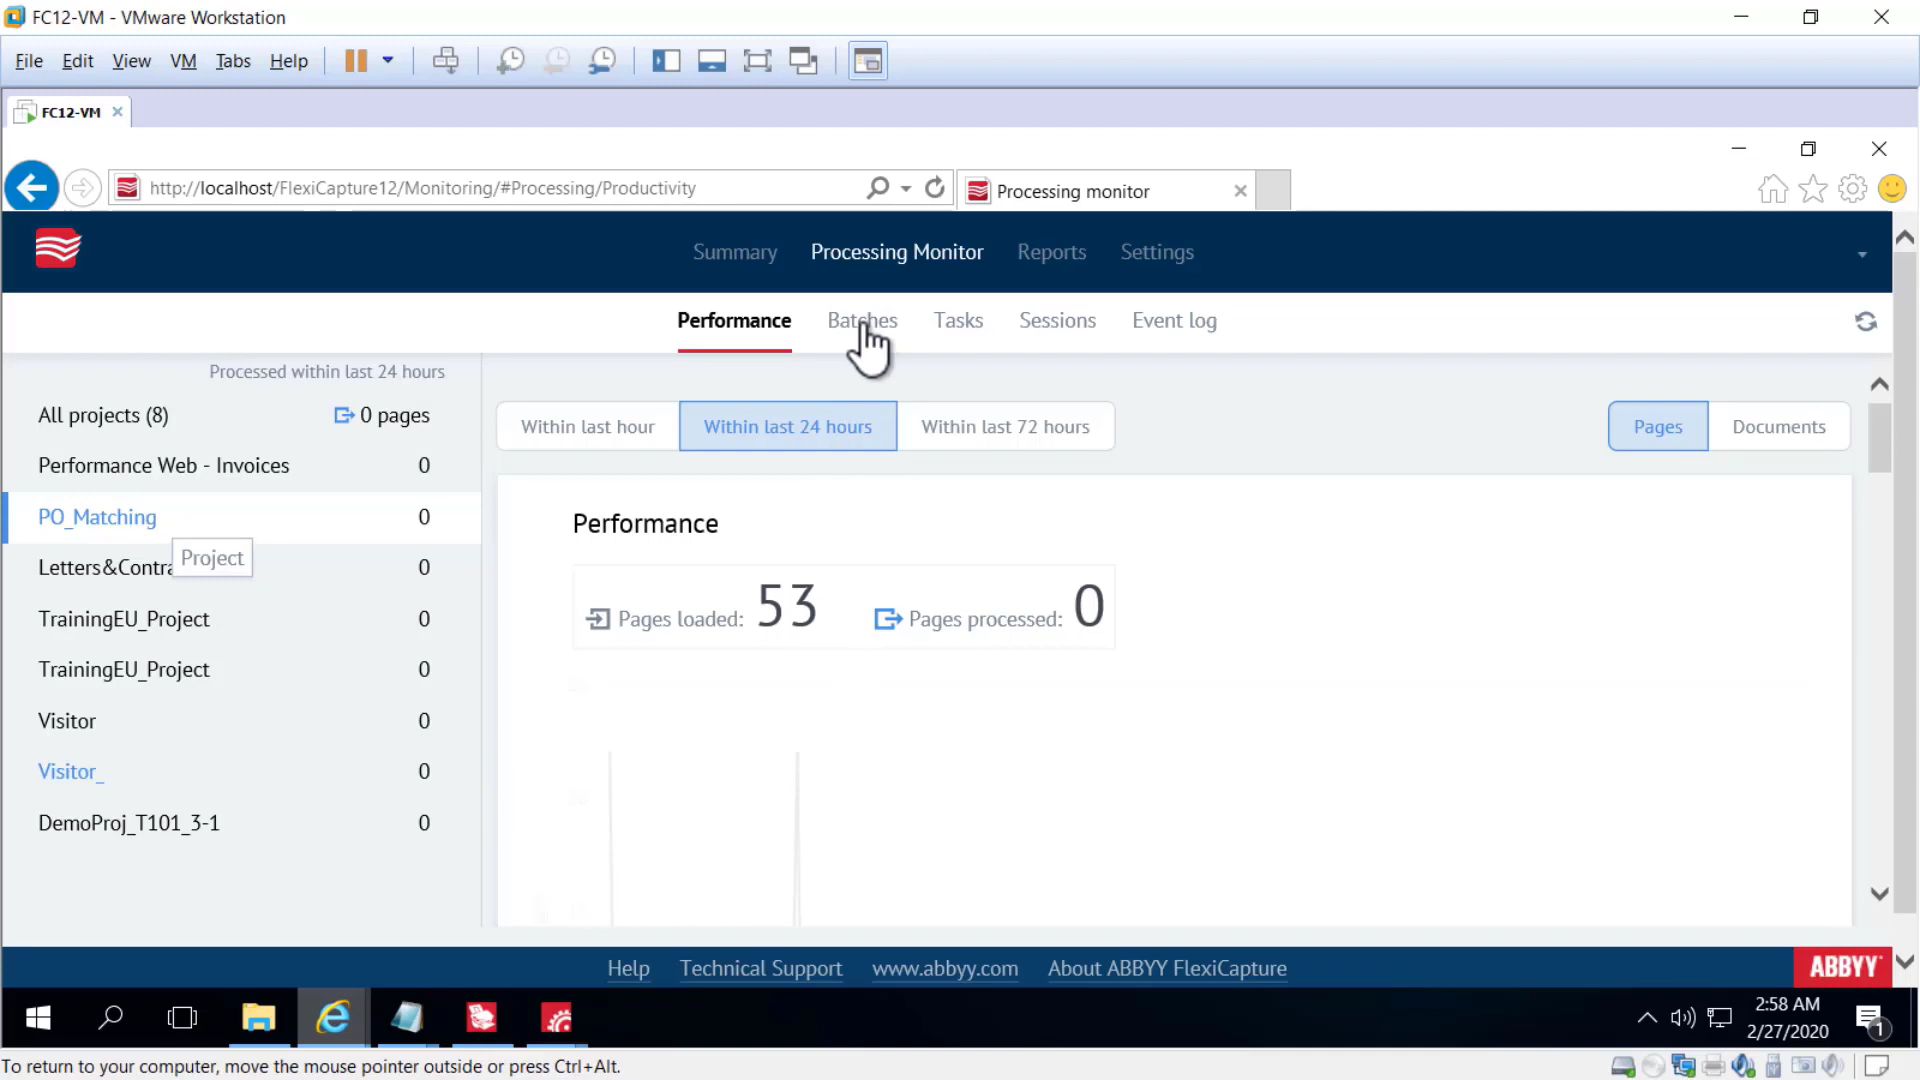 FC12-VM - VMware Workstation
File Edit View VM Tabs Help
FC12-VM
http://localhost/FlexiCapture12/Monitoring/#Processing/Productivity
Processing monitor
Summary Processing Monitor Reports Settings
Performance Batches Tasks Sessions Event log
Processed within last 24 hours
All projects (8) 0 pages
Performance Web - Invoices 0
PO_Matching 0
Project
Letters&Contra 0
TrainingEU_Project 0
TrainingEU_Project 0
Visitor 0
Visitor_ 0
DemoProj_T101_3-1 0
Within last hour Within last 24 hours Within last 72 hours
Pages Documents
Performance
Pages loaded: 53 Pages processed: 0
Help Technical Support www.abbyy.com About ABBYY FlexiCapture
ABBYY
2:58 AM
2/27/2020
1
To return to your computer, move the mouse pointer outside or press Ctrl+Alt.